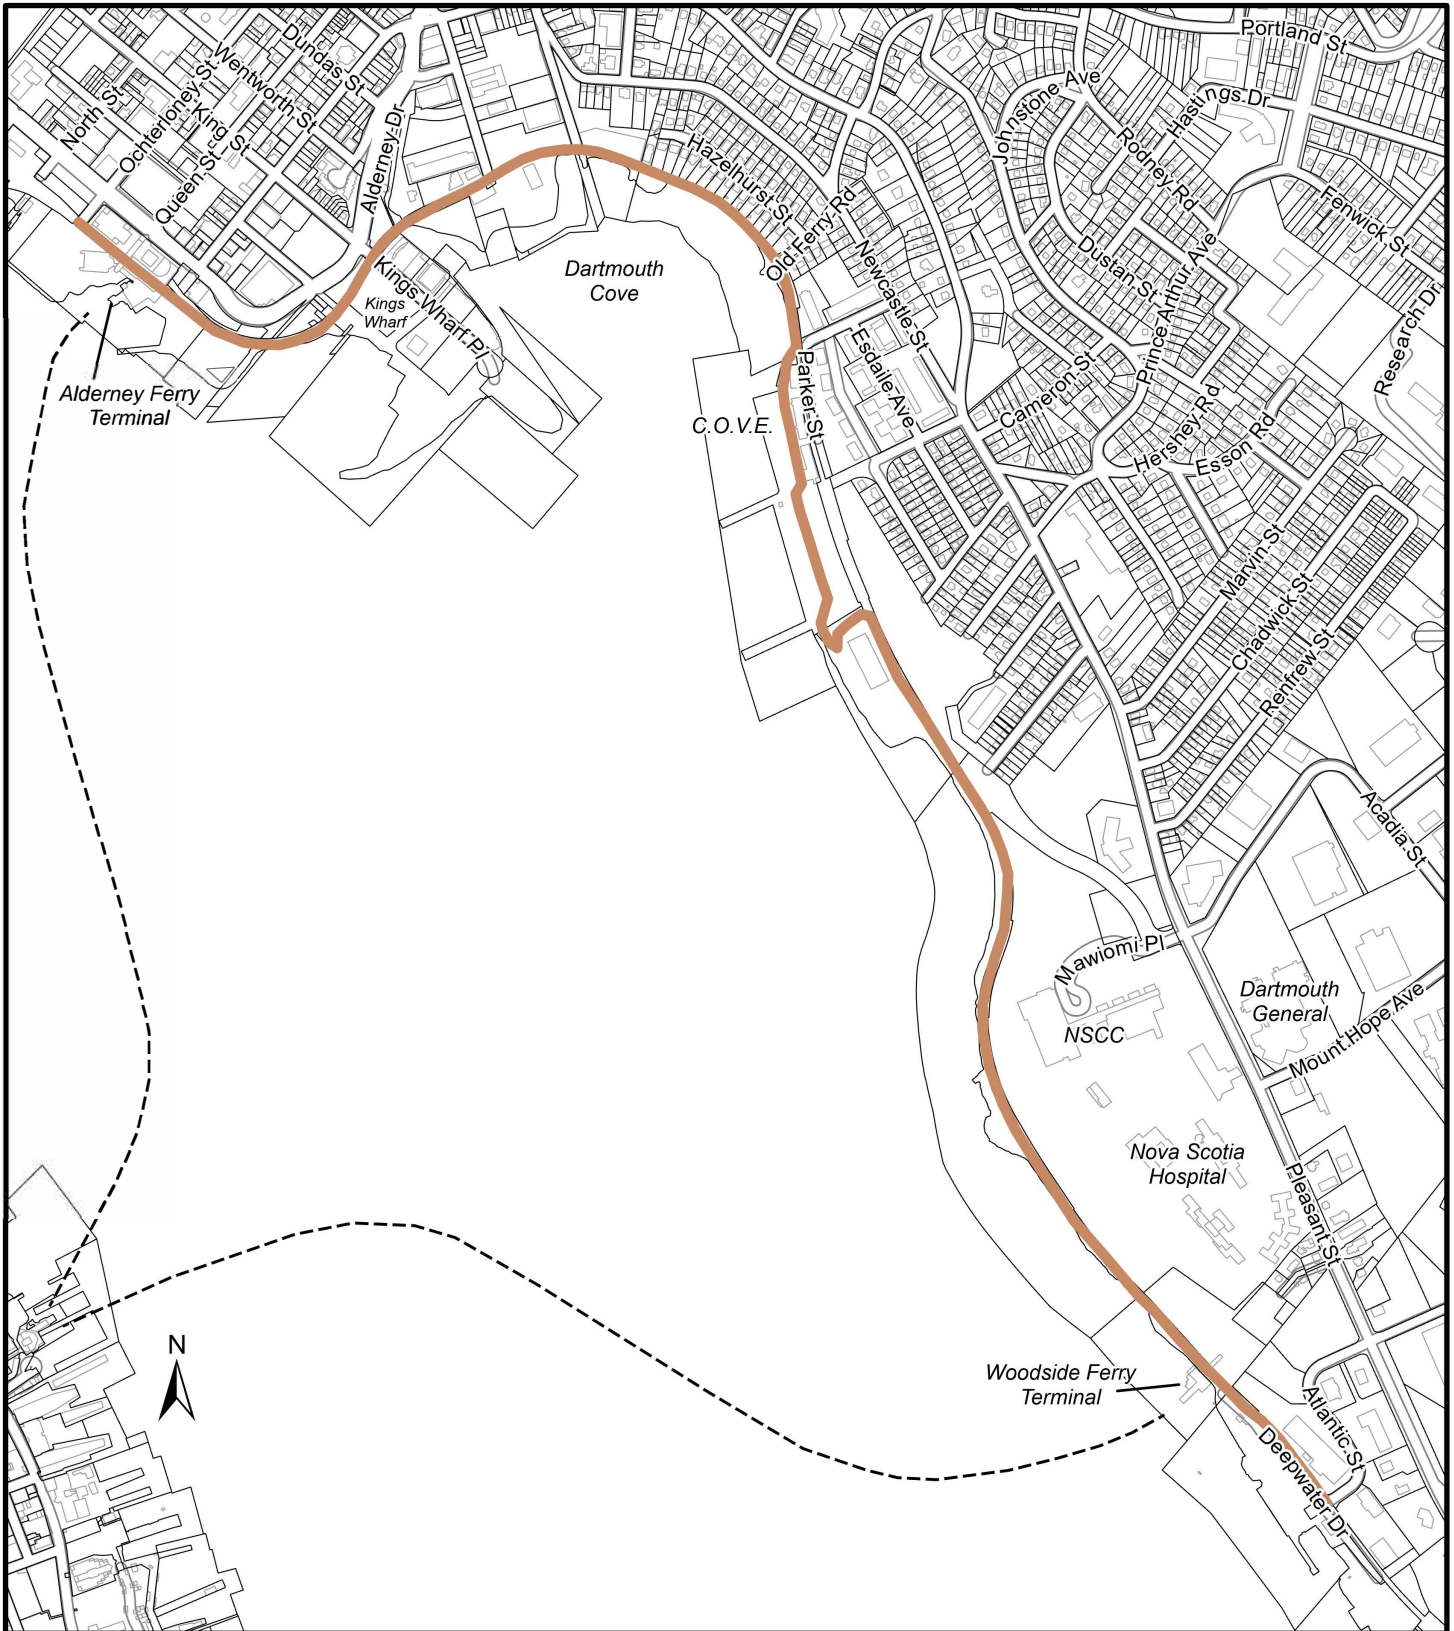 Portland St
Dundas St
Wentworth St
Ochterloney St
North St
King St
Queen St
Alderney Dr
Johnstone Ave
Hastings Dr
Rodney Rd
Hazelhurst St
Old Ferry Rd
Fenwick St
Newcastle St
Dustan St
Prince Arthur Ave
Research Dr
Dartmouth
Cove
Kings Wharf Pl
Kings
Wharf
Alderney Ferry
Terminal
Parker St
Esdaile Ave
Cameron St
Hershey Rd
Esson Rd
C.O.V.E.
Marvin St
Chadwick St
Renfrew St
Acadia St
Mawiomi Pl
Dartmouth
General
NSCC
Mount Hope Ave
Nova Scotia
Hospital
Pleasant St
N
Woodside Ferry
Terminal
Atlantic St
Deepwater Dr